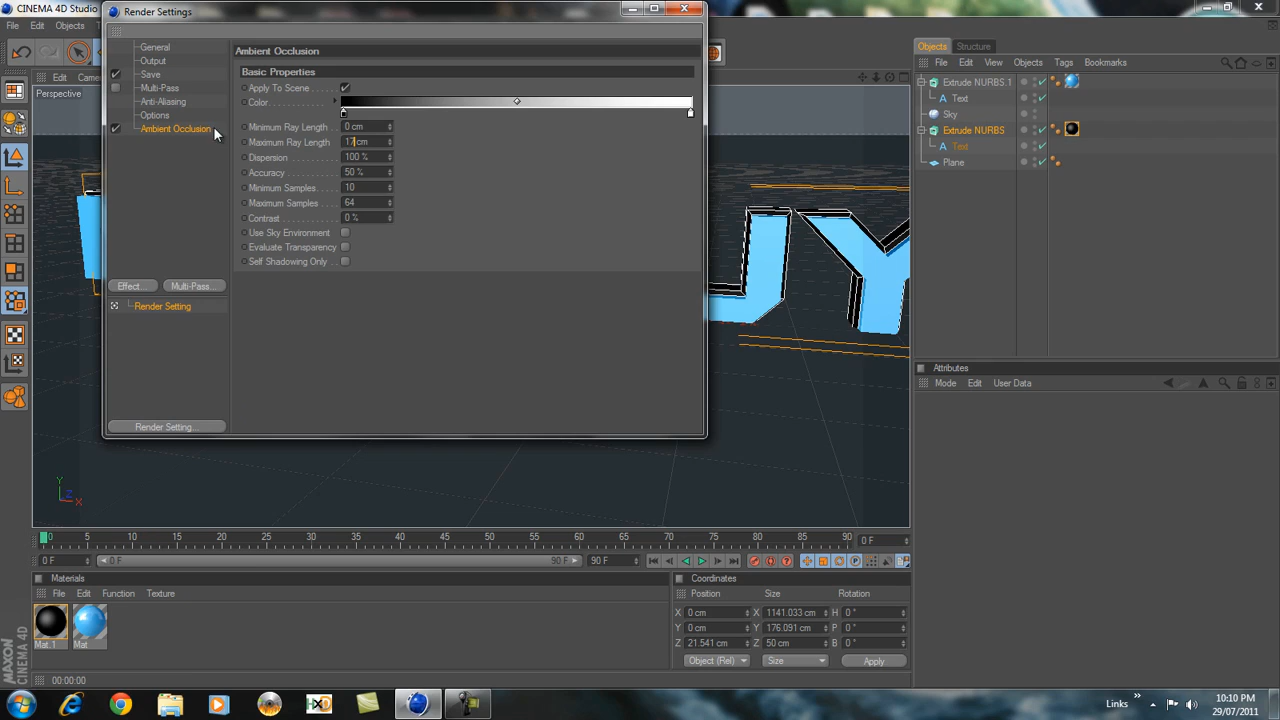 CINEMA 4D Studio
Render Settings
File Edit Objects
General
Output
Save
Multi-Pass
Anti-Aliasing
Options
Ambient Occlusion
Effect...
Multi-Pass...
Render Setting
Render Setting...
Ambient Occlusion
Basic Properties
Apply To Scene
Color
Minimum Ray Length 0 cm
Maximum Ray Length 17 cm
Dispersion 100 %
Accuracy 50 %
Minimum Samples 10
Maximum Samples 64
Contrast 0 %
Use Sky Environment
Evaluate Transparency
Self Shadowing Only
Edit
Perspective
UY
Y
Z
X
Objects Structure
File Edit View Objects Tags Bookmarks
Extrude NURBS.1
Text
Sky
Extrude NURBS
Text
Plane
Attributes
Mode Edit User Data
0 5 10 15 20 25 30 35 40 45 50 55 60 65 70 75 80 85 90 0 F
0 F 0 F 90 F 90 F
Materials
File Edit Function Texture
Mat.1 Mat
Coordinates
Position Size Rotation
X 0 cm X 1141.033 cm H 0 °
Y 0 cm Y 176.091 cm P 0 °
Z 21.541 cm Z 50 cm B 0 °
Object (Rel) Size Apply
MAXON CINEMA 4D
00:00:00
Links
10:10 PM
29/07/2011